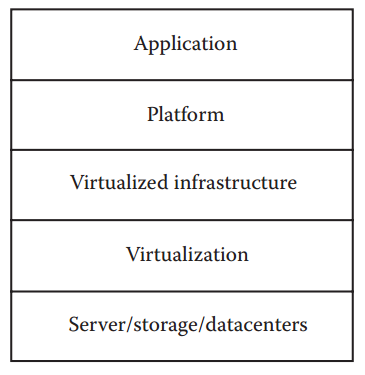 Application
Platform
Virtualized infrastructure
Virtualization
Server/storage/datacenters